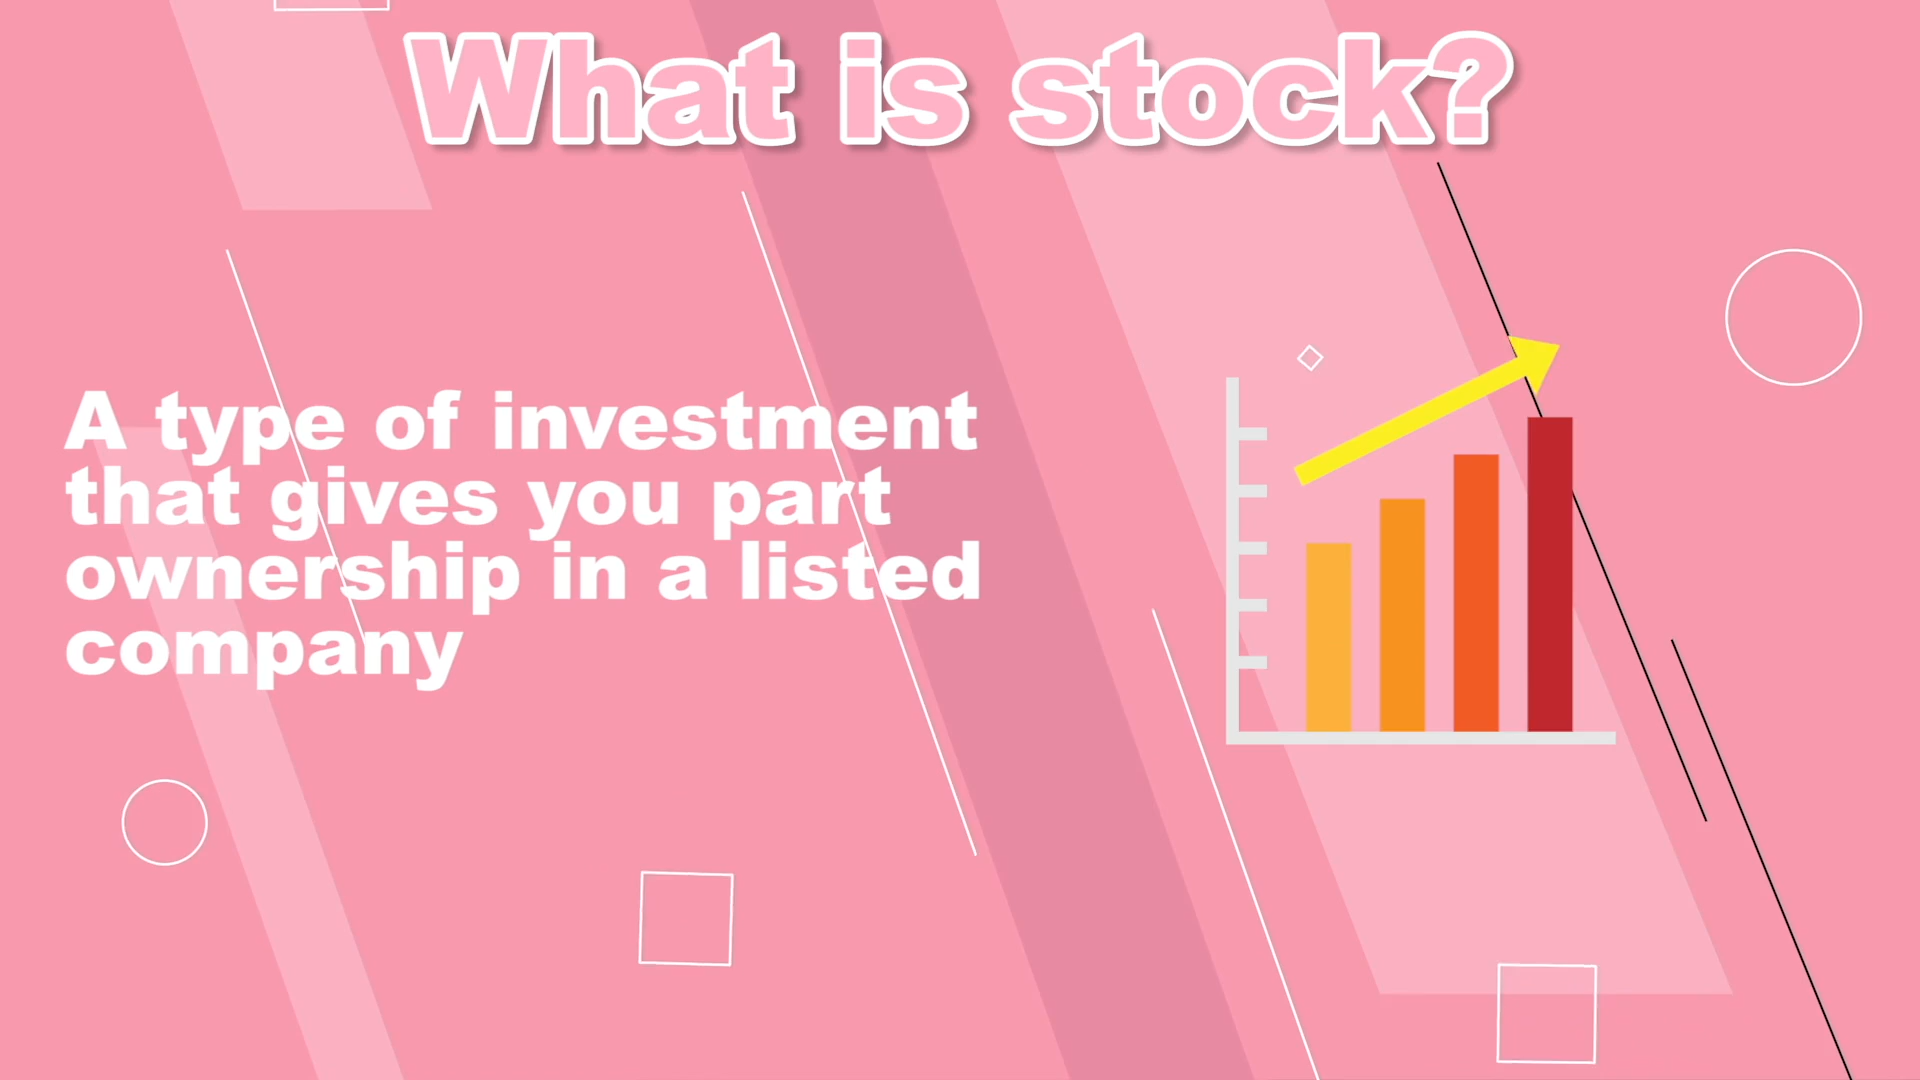 What is stock?
A type of investment
that gives you part
ownership in a listed
company